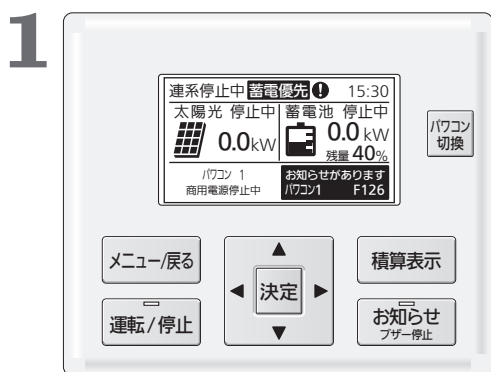 1
連系停止中 蓄電優先 ! 15:30
太陽光 停止中 蓄電池 停止中
0.0kW 0.0kW
残量40%
パワコン 1
商用電源停止中
お知らせがあります
パワコン1 F126
パワコン
切換
メニュー/戻る
運転/停止
▲
◀ 決定 ▶
▼
積算表示
お知らせ
ブザー停止